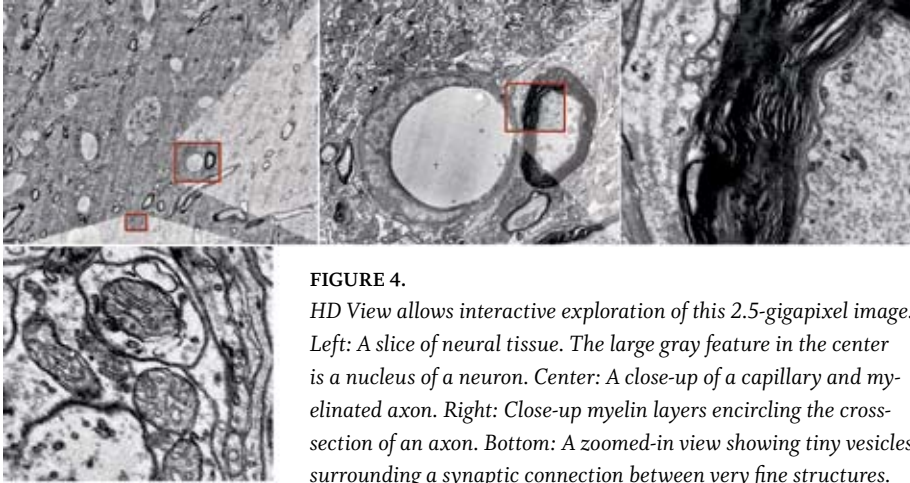 FIGURE 4.
HD View allows interactive exploration of this 2.5-gigapixel image.
Left: A slice of neural tissue. The large gray feature in the center
is a nucleus of a neuron. Center: A close-up of a capillary and my-
elinated axon. Right: Close-up myelin layers encircling the cross-
section of an axon. Bottom: A zoomed-in view showing tiny vesicles
surrounding a synaptic connection between very fine structures.